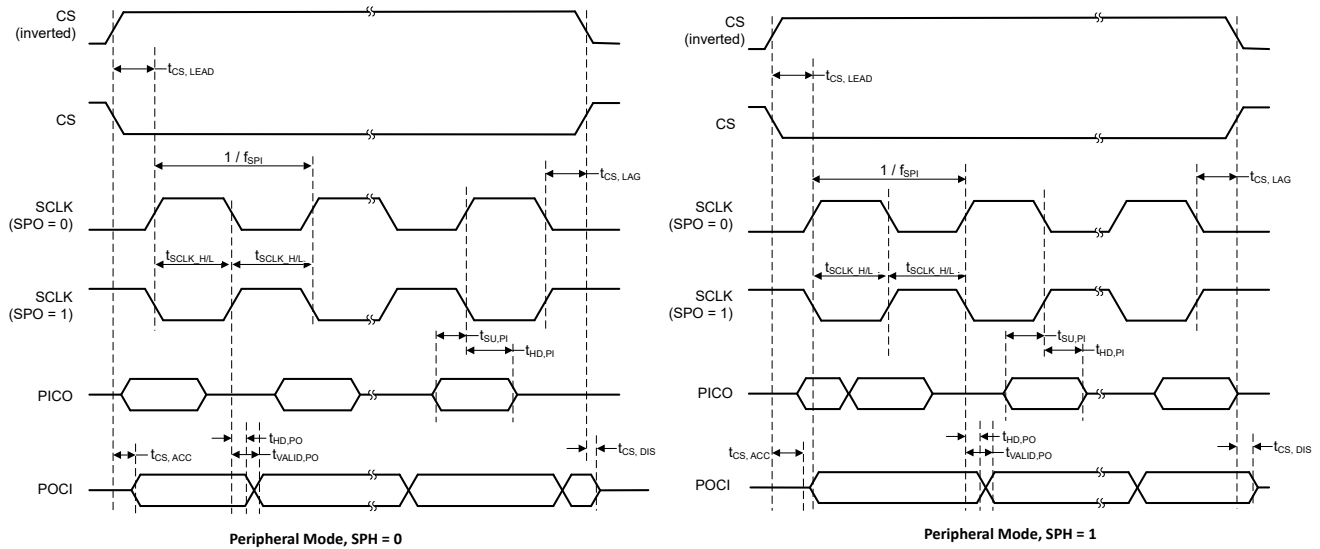 CS
(inverted)
tCS, LEAD
CS
1 / fSPI
tCS, LAG
SCLK
(SPO = 0)
tSCLK_H/L
tSCLK_H/L
SCLK
(SPO = 1)
tSU,PI
tHD,PI
PICO
tHD,PO
tVALID,PO
tCS, ACC
tCS, DIS
POCI
Peripheral Mode, SPH = 0
CS
(inverted)
tCS, LEAD
CS
1 / fSPI
tCS, LAG
SCLK
(SPO = 0)
tSCLK_H/L
tSCLK_H/L
SCLK
(SPO = 1)
tSU,PI
tHD,PI
PICO
tHD,PO
tVALID,PO
tCS, ACC
tCS, DIS
POCI
Peripheral Mode, SPH = 1